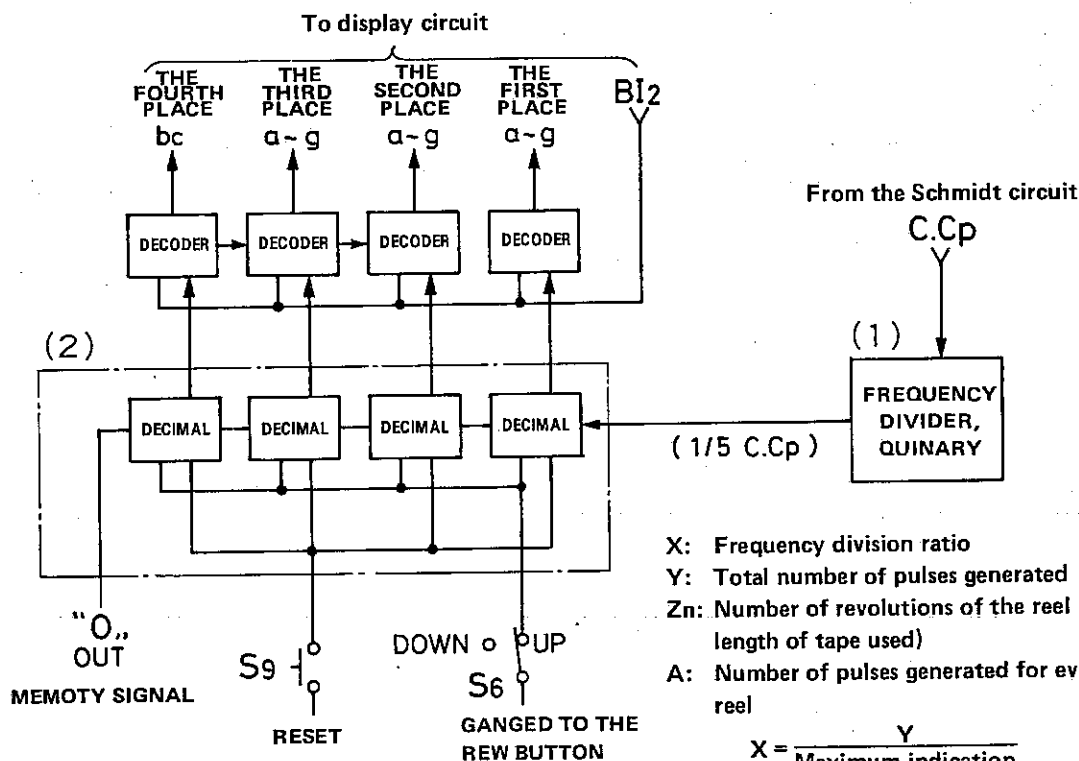 To display circuit
THE FOURTH PLACE
THE THIRD PLACE
THE SECOND PLACE
THE FIRST PLACE
BI2
bc
a~g
a~g
a~g
From the Schmidt circuit
C.Cp
DECODER
DECODER
DECODER
DECODER
(2)
(1)
DECIMAL
DECIMAL
DECIMAL
DECIMAL
FREQUENCY
DIVIDER,
QUINARY
(1/5 C.Cp)
"O„
OUT
MEMOTY SIGNAL
S9
RESET
DOWN
UP
S6
GANGED TO THE
REW BUTTON
X: Frequency division ratio
Y: Total number of pulses generated
Zn: Number of revolutions of the reel
length of tape used)
A: Number of pulses generated for ev
reel
X = Y
Maximum indication